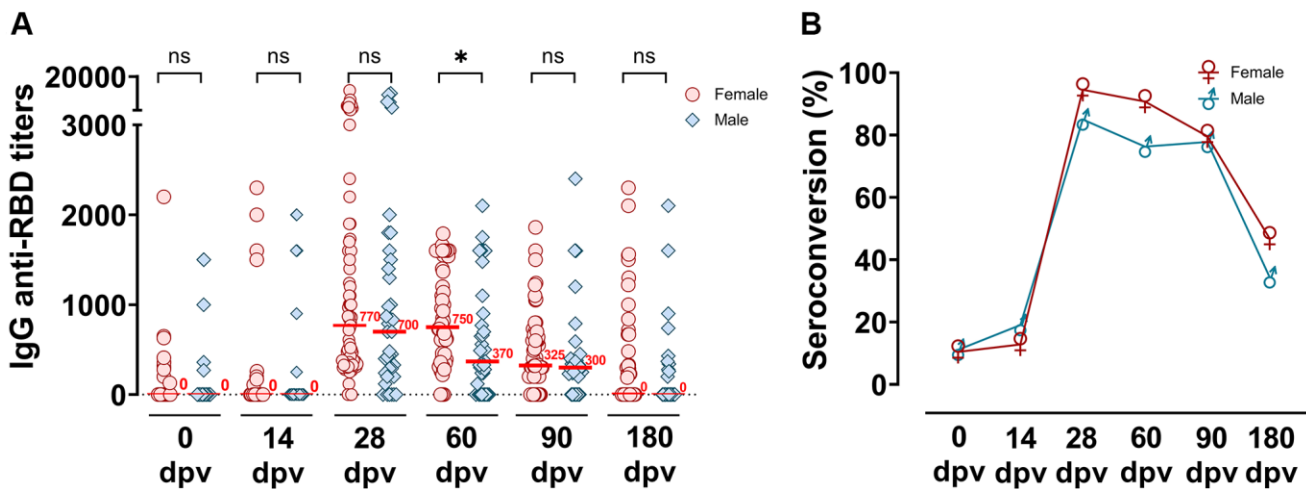 A
ns
ns
ns
*
ns
ns
20000
3000
2000
1000
0
IgG anti-RBD titers
Female
Male
0
0
0
0
770
700
750
370
325
300
0
0
0
dpv
14
dpv
28
dpv
60
dpv
90
dpv
180
dpv
B
100
80
60
40
20
0
Seroconversion (%)
Female
Male
0
dpv
14
dpv
28
dpv
60
dpv
90
dpv
180
dpv